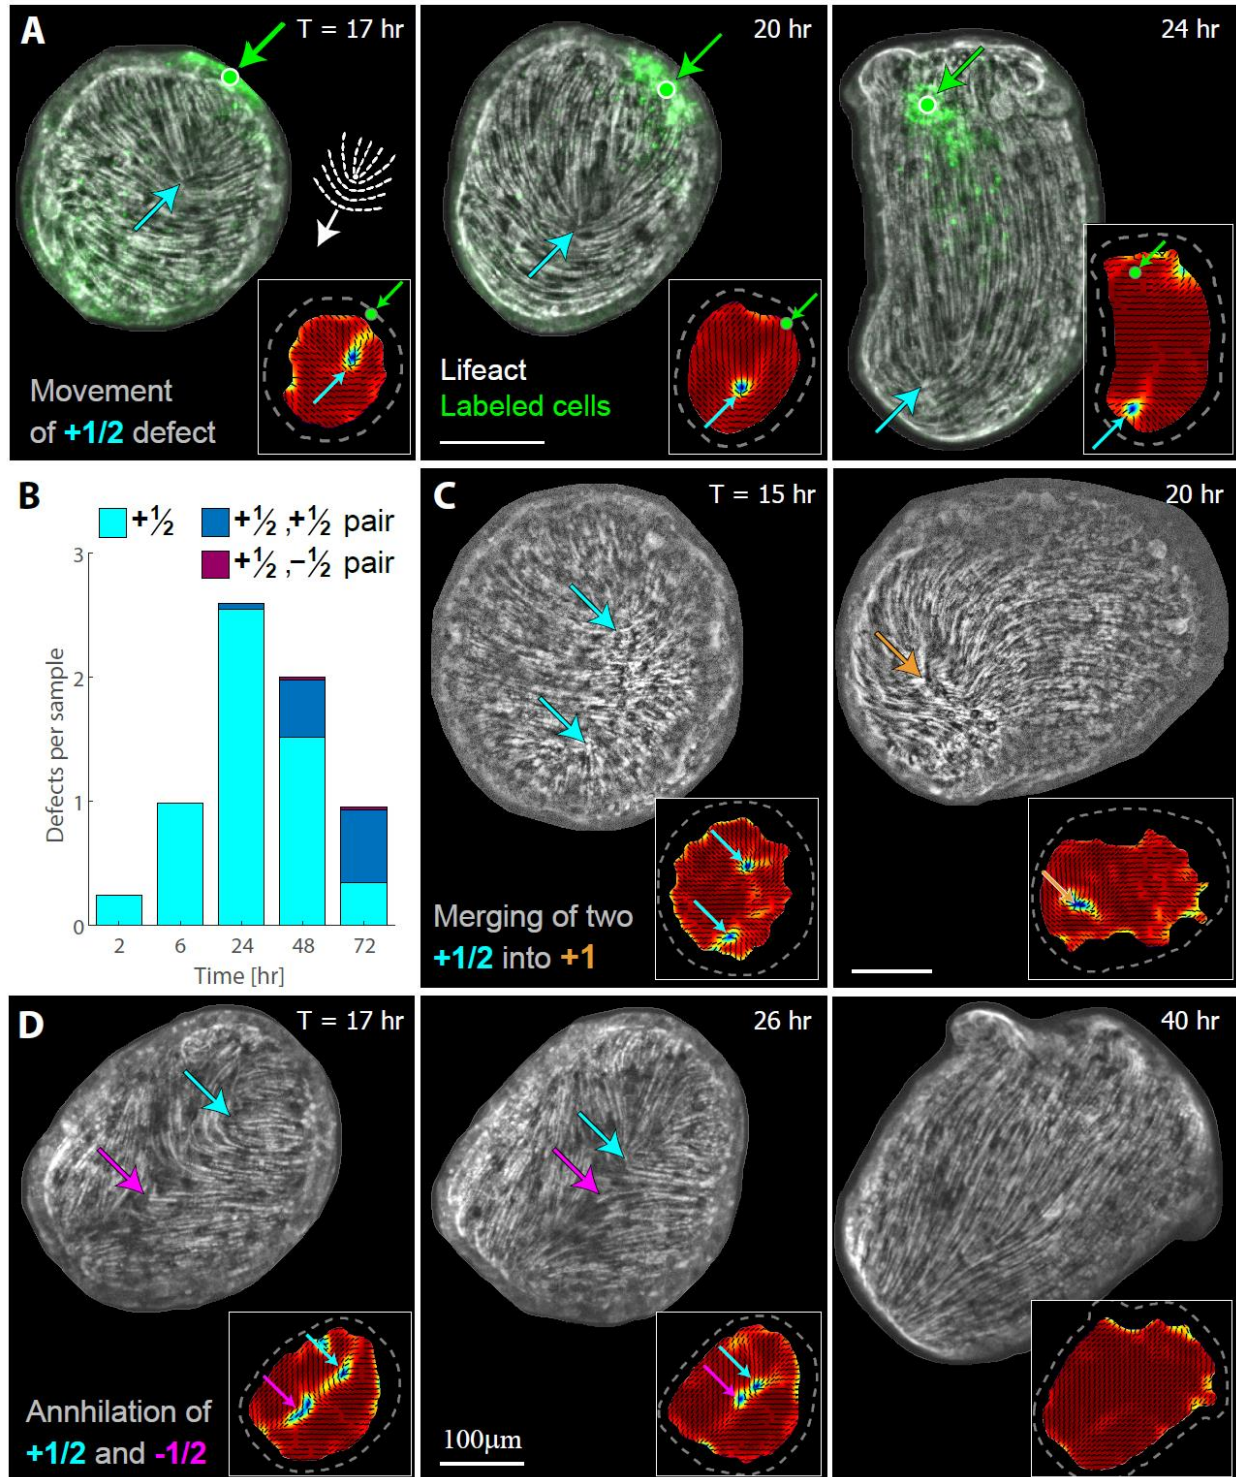 A
T = 17 hr
20 hr
24 hr
Movement
of +1/2 defect
Lifeact
Labeled cells
B
+½
+½ ,+½ pair
+½ ,−½ pair
3
2
1
0
Defects per sample
2 6 24 48 72
Time [hr]
C
T = 15 hr
20 hr
Merging of two
+1/2 into +1
D
T = 17 hr
26 hr
40 hr
Annhilation of
+1/2 and -1/2
100μm